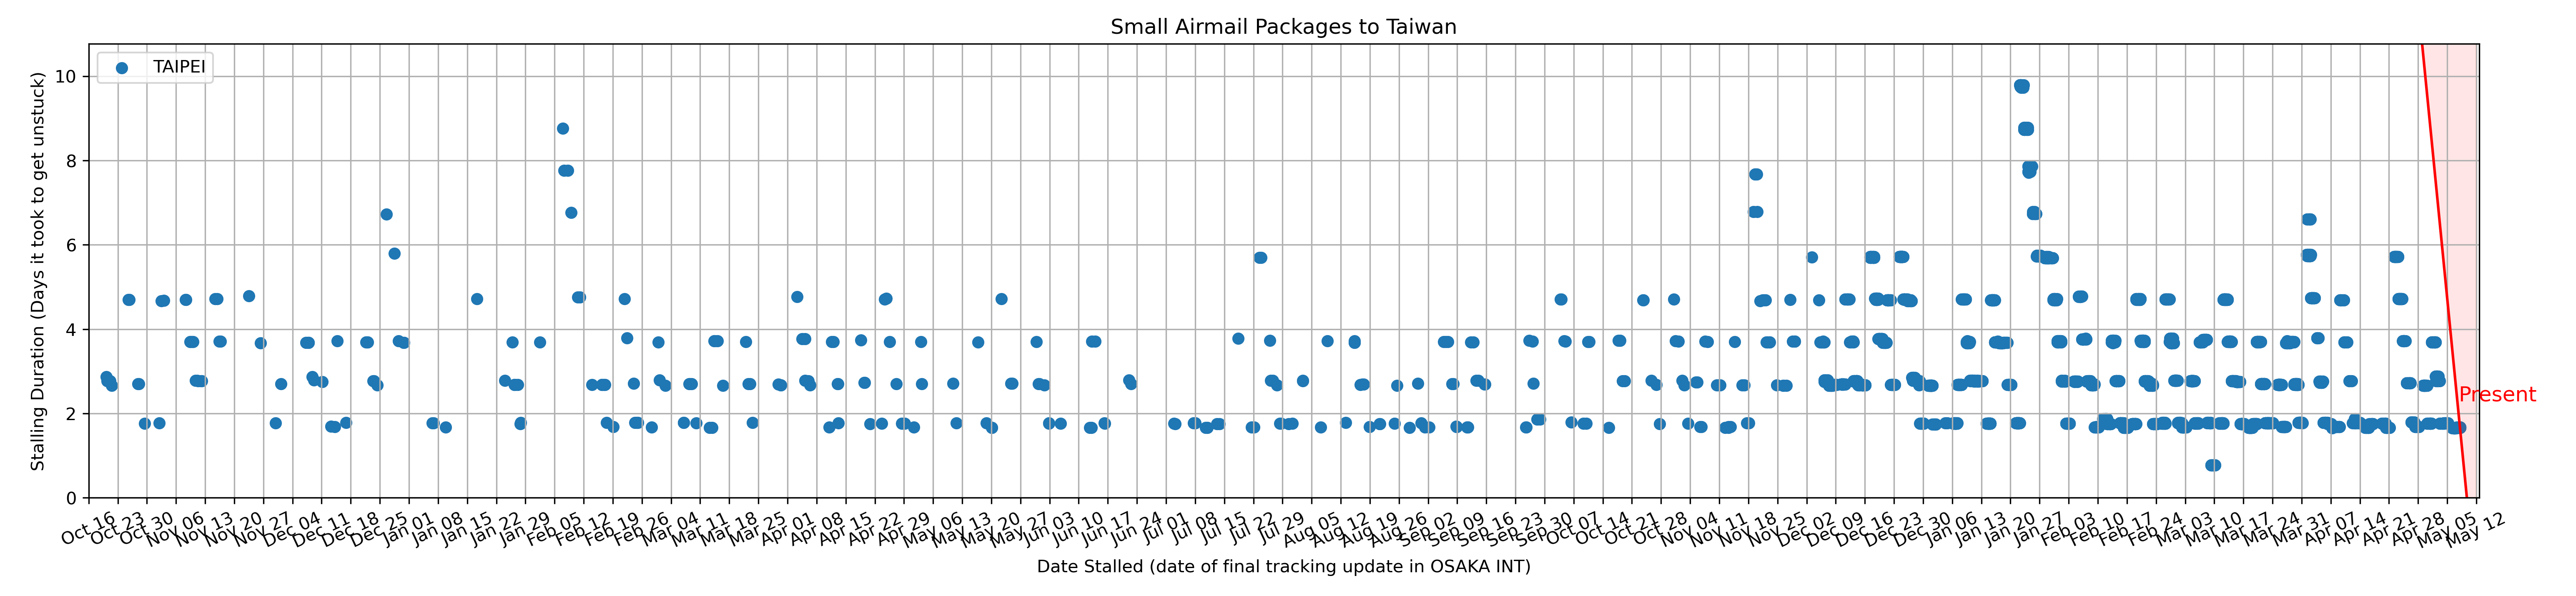 Small Airmail Packages to Taiwan
TAIPEI
Stalling Duration (Days it took to get unstuck)
10
8
6
4
2
0
Present
Oct 16
Oct 23
Oct 30
Nov 06
Nov 13
Nov 20
Nov 27
Dec 04
Dec 11
Dec 18
Dec 25
Jan 01
Jan 08
Jan 15
Jan 22
Jan 29
Feb 05
Feb 12
Feb 19
Feb 26
Mar 04
Mar 11
Mar 18
Mar 25
Apr 01
Apr 08
Apr 15
Apr 22
Apr 29
May 06
May 13
May 20
May 27
Jun 03
Jun 10
Jun 17
Jun 24
Jul 01
Jul 08
Jul 15
Jul 22
Jul 29
Aug 05
Aug 12
Aug 19
Aug 26
Sep 02
Sep 09
Sep 16
Sep 23
Sep 30
Oct 07
Oct 14
Oct 21
Oct 28
Nov 04
Nov 11
Nov 18
Nov 25
Dec 02
Dec 09
Dec 16
Dec 23
Dec 30
Jan 06
Jan 13
Jan 20
Jan 27
Feb 03
Feb 10
Feb 17
Feb 24
Mar 03
Mar 10
Mar 17
Mar 24
Mar 31
Apr 07
Apr 14
Apr 21
Apr 28
May 05
May 12
Date Stalled (date of final tracking update in OSAKA INT)